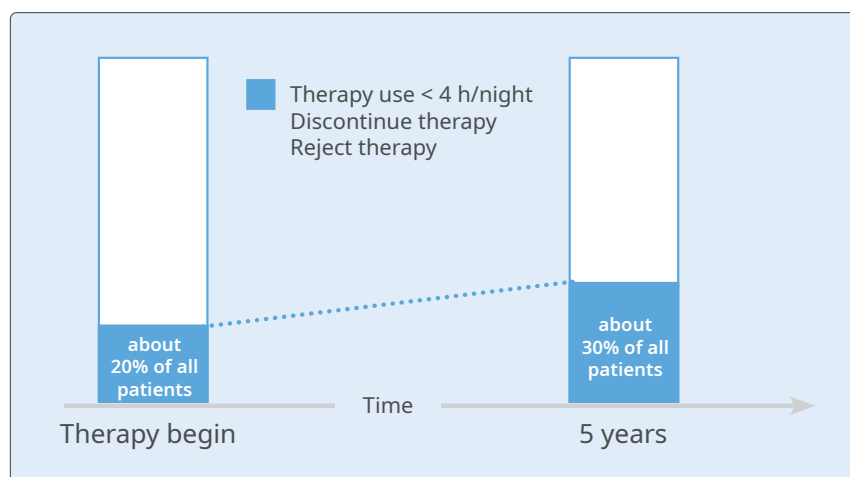 Therapy use < 4 h/night
Discontinue therapy
Reject therapy
about
20% of all
patients
about
30% of all
patients
Time
Therapy begin
5 years